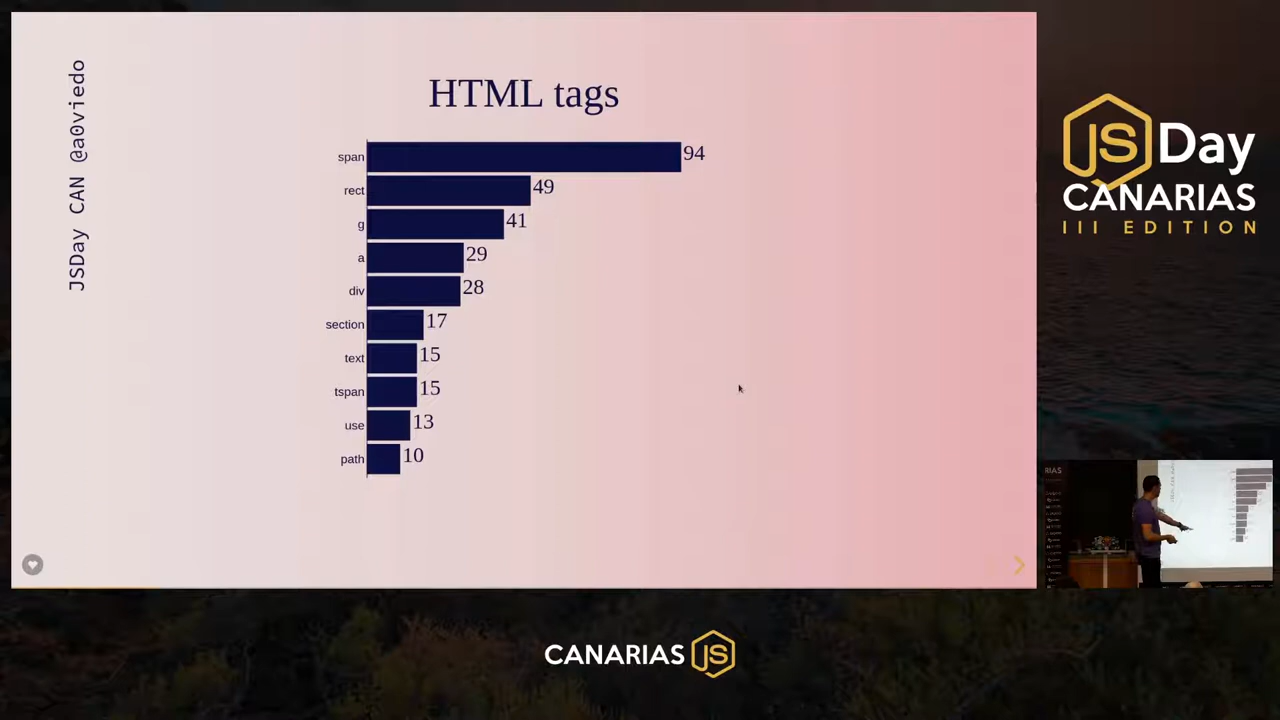 JSDay CAN @a0viedo
HTML tags
span 94
rect 49
g 41
a 29
div 28
section 17
text 15
tspan 15
use 13
path 10
JS Day
CANARIAS
III EDITION
RIAS
CANARIAS JS